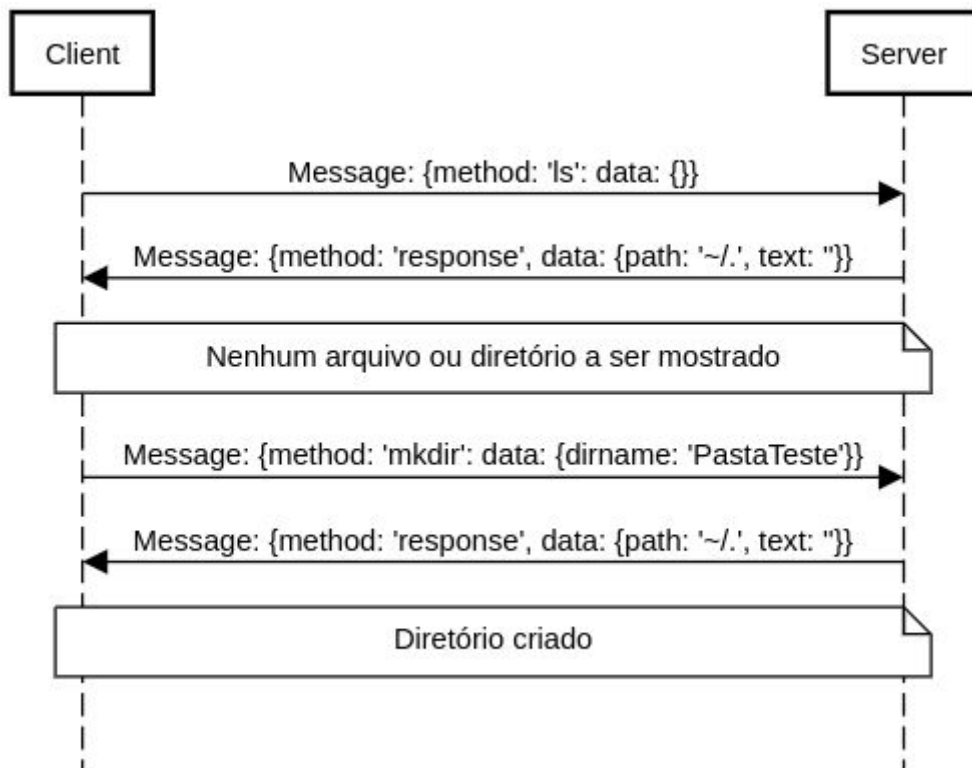 Client
Server
Message: {method: 'ls': data: {}}
Message: {method: 'response', data: {path: '~/.', text: ''}}
Nenhum arquivo ou diretório a ser mostrado
Message: {method: 'mkdir': data: {dirname: 'PastaTeste'}}
Message: {method: 'response', data: {path: '~/.', text: ''}}
Diretório criado